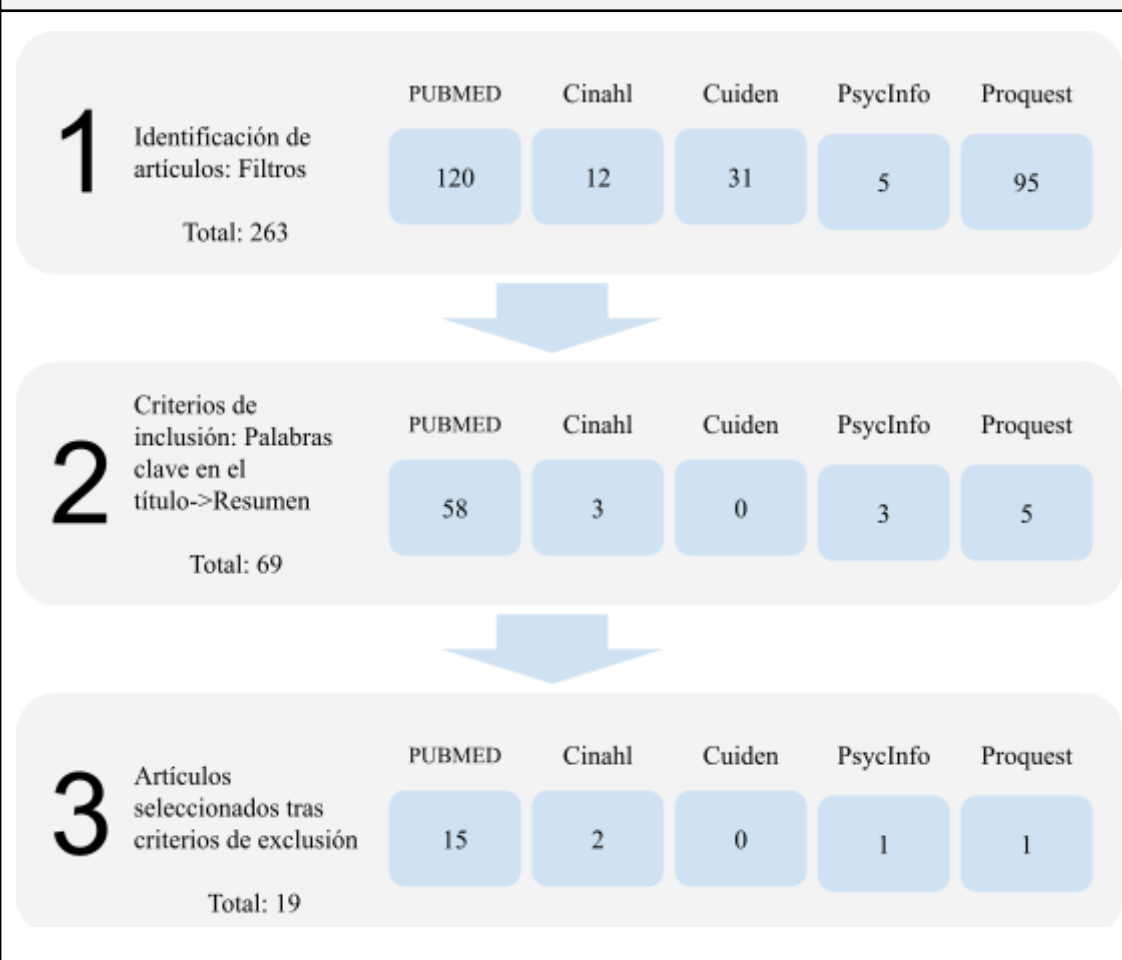 1
Identificación de
artículos: Filtros
Total: 263
PUBMED Cinahl Cuiden PsycInfo Proquest
120 12 31 5 95
2
Criterios de
inclusión: Palabras
clave en el
título->Resumen
Total: 69
PUBMED Cinahl Cuiden PsycInfo Proquest
58 3 0 3 5
3
Artículos
seleccionados tras
criterios de exclusión
Total: 19
PUBMED Cinahl Cuiden PsycInfo Proquest
15 2 0 1 1